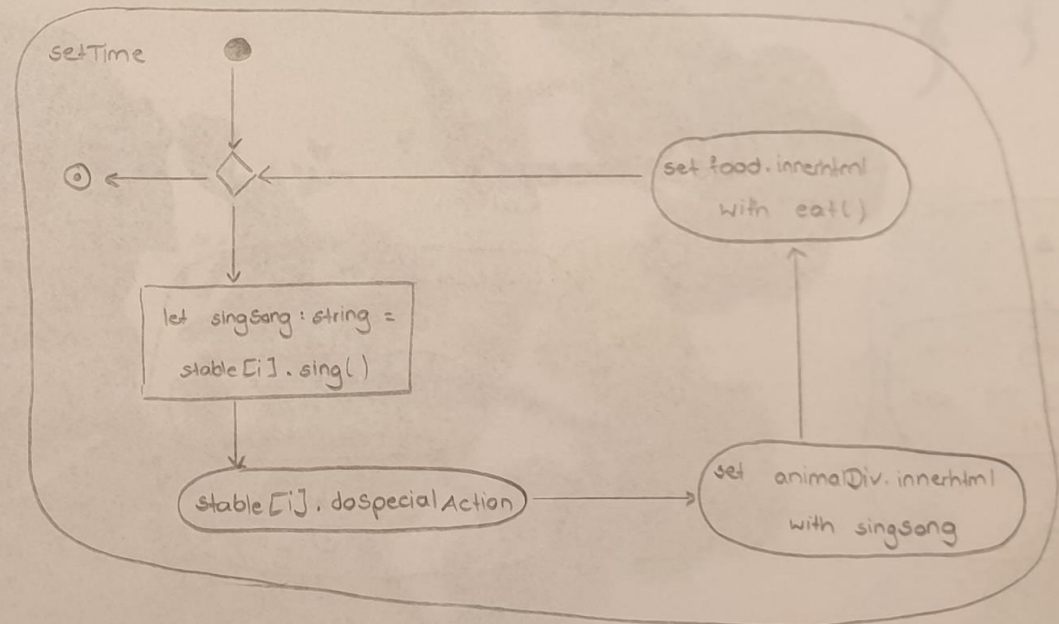 setTime
set food.innerhtml
with eat()
let singSong : string =
stable[i].sing()
stable[i].doSpecialAction
set animalDiv.innerhtml
with singSong